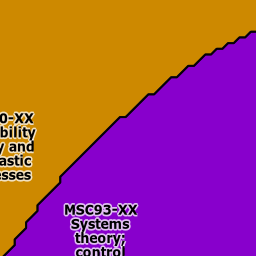 0-XX
bility
y and
astic
esses
MSC93-XX
Systems
theory;
control